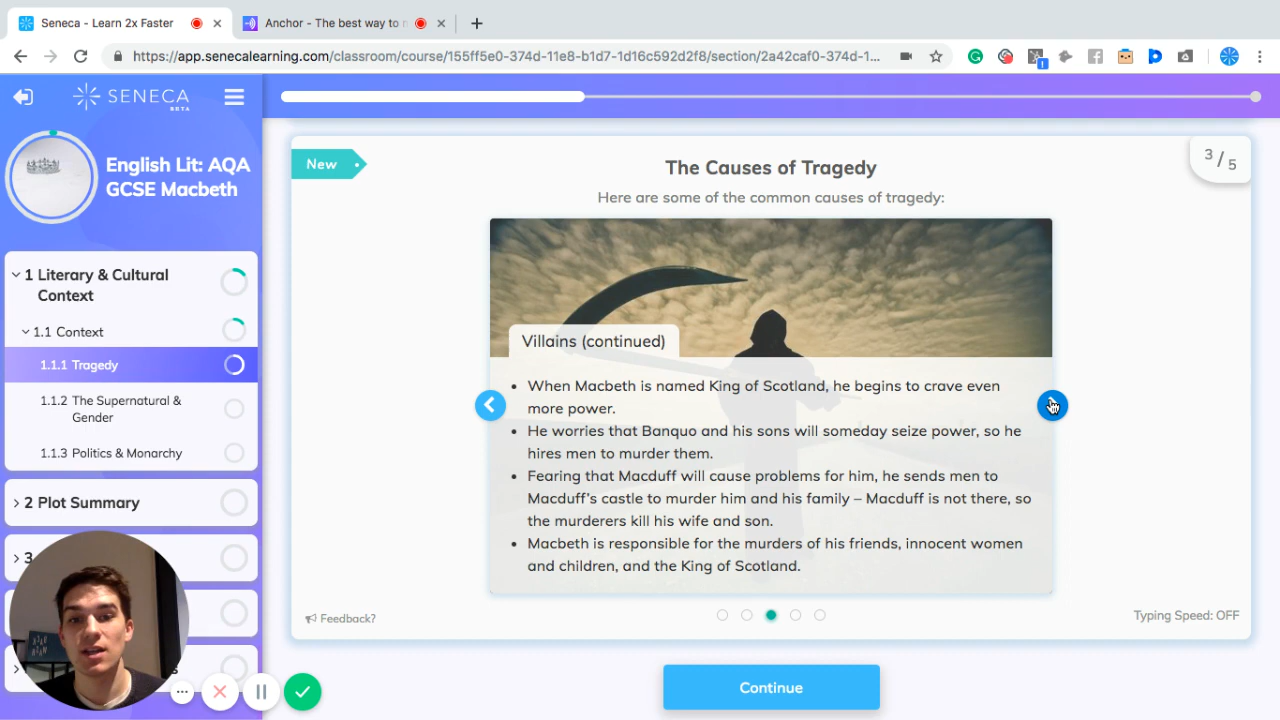 Seneca - Learn 2x Faster
Anchor - The best way to
https://app.senecalearning.com/classroom/course/155ff5e0-374d-11e8-b1d7-1d16c592d2f8/section/2a42caf0-374d-1...
SENECA
BETA
English Lit: AQA
GCSE Macbeth
1 Literary & Cultural
Context
1.1 Context
1.1.1 Tragedy
1.1.2 The Supernatural &
Gender
1.1.3 Politics & Monarchy
2 Plot Summary
3
New
The Causes of Tragedy
3 / 5
Here are some of the common causes of tragedy:
Villains (continued)
• When Macbeth is named King of Scotland, he begins to crave even
more power.
• He worries that Banquo and his sons will someday seize power, so he
hires men to murder them.
• Fearing that Macduff will cause problems for him, he sends men to
Macduff's castle to murder him and his family – Macduff is not there, so
the murderers kill his wife and son.
• Macbeth is responsible for the murders of his friends, innocent women
and children, and the King of Scotland.
Feedback?
Typing Speed: OFF
Continue